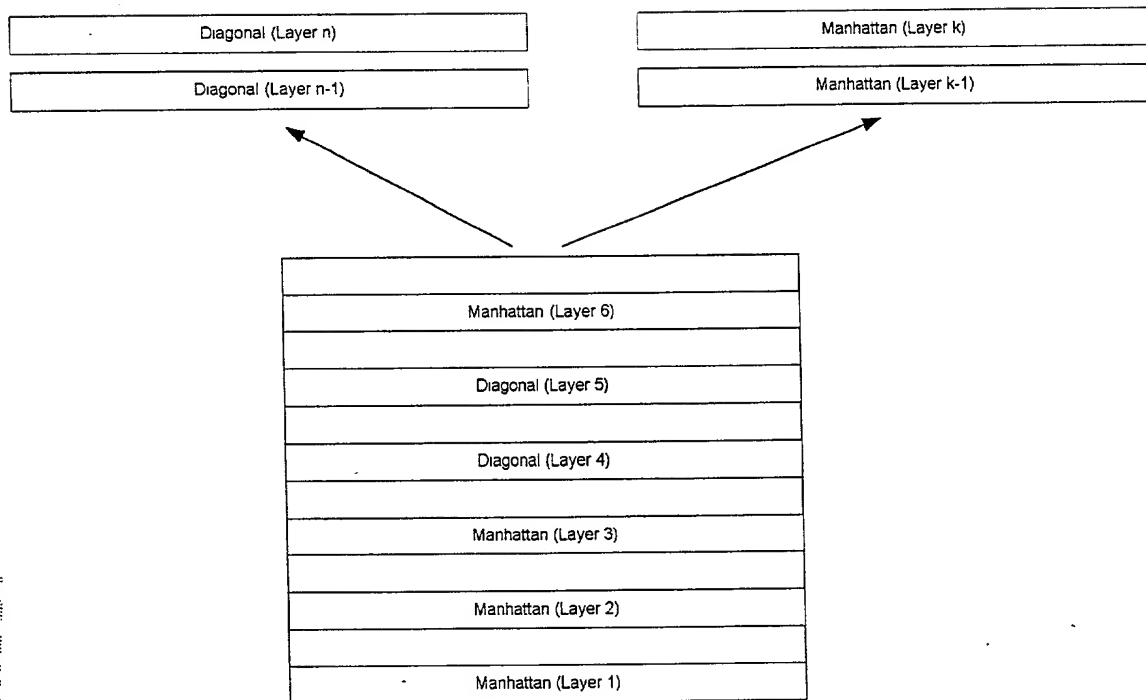 Diagonal (Layer n)
Diagonal (Layer n-1)
Manhattan (Layer k)
Manhattan (Layer k-1)
Manhattan (Layer 6)
Diagonal (Layer 5)
Diagonal (Layer 4)
Manhattan (Layer 3)
Manhattan (Layer 2)
Manhattan (Layer 1)